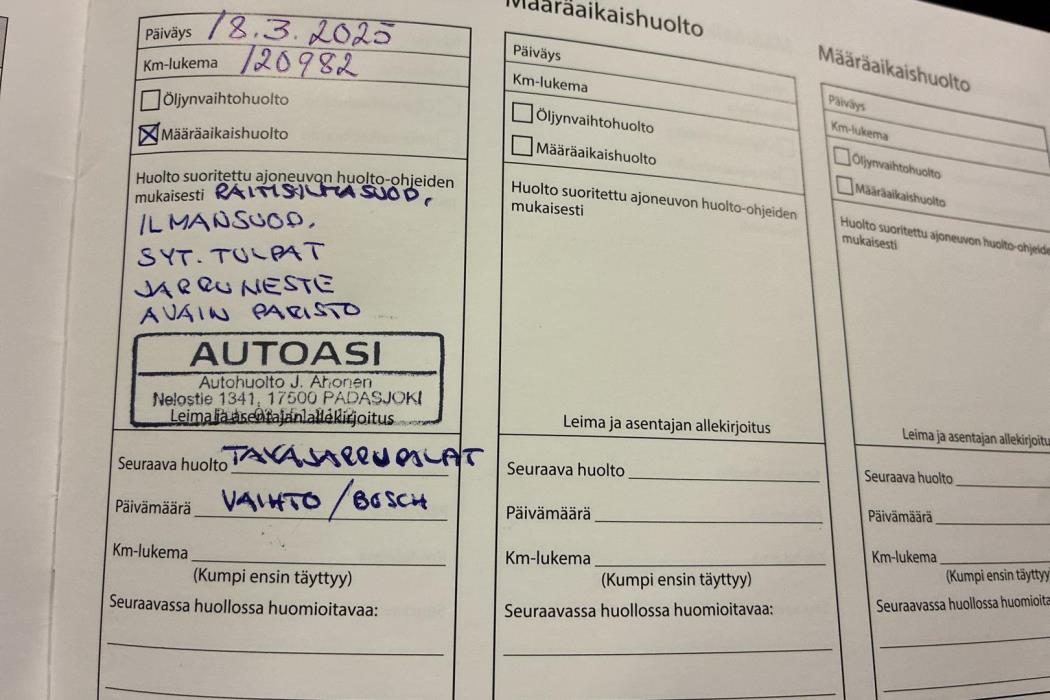 Päiväys 18.3.2025
Km-lukema 120982
Öljynvaihtohuolto
Määräaikaishuolto
Huolto suoritettu ajoneuvon huolto-ohjeiden
mukaisesti RAITISILMASUOD,
ILMANSUOD,
SYT. TULPAT
JARRUNESTE
AVAIN PARISTO
AUTOASI
Autohuolto J. Ahonen
Nelostie 1341, 17500 PADASJOKI
Leima ja asentajan allekirjoitus
Seuraava huolto TAKAJARRUPALAT
Päivämäärä VAIHTO / BOSCH
Km-lukema
(Kumpi ensin täyttyy)
Seuraavassa huollossa huomioitavaa:
Määräaikaishuolto
Päiväys
Km-lukema
Öljynvaihtohuolto
Määräaikaishuolto
Huolto suoritettu ajoneuvon huolto-ohjeiden
mukaisesti
Leima ja asentajan allekirjoitus
Seuraava huolto
Päivämäärä
Km-lukema
(Kumpi ensin täyttyy)
Seuraavassa huollossa huomioitavaa:
Määräaikaishuolto
Päiväys
Km-lukema
Öljynvaihtohuolto
Määräaikaishuolto
Huolto suoritettu ajoneuvon huolto-ohjeide
mukaisesti
Leima ja asentajan allekirjoitu
Seuraava huolto
Päivämäärä
Km-lukema
(Kumpi ensin täyttyy
Seuraavassa huollossa huomioita